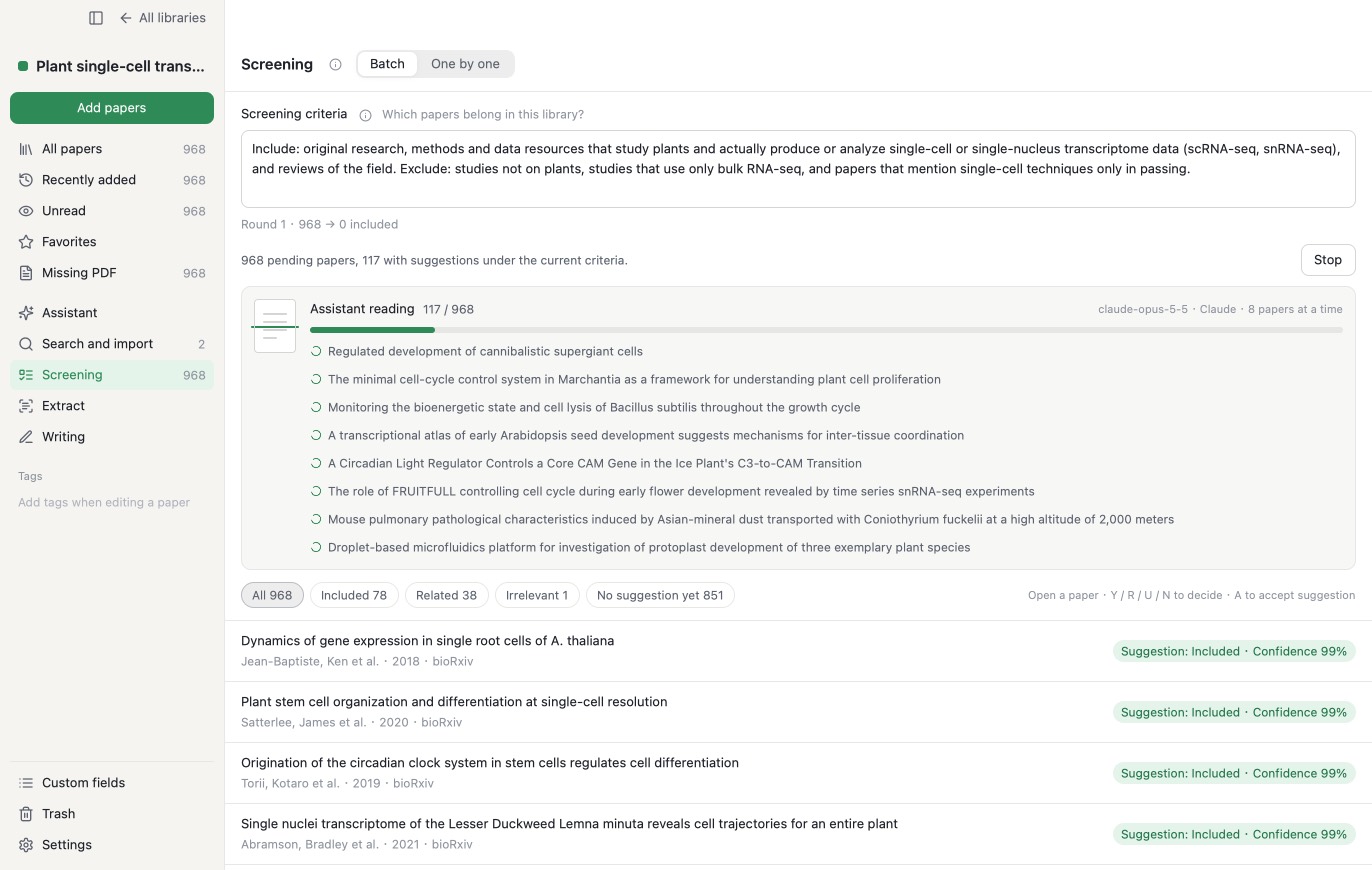 All libraries
Plant single-cell trans...
Add papers
All papers 968
Recently added 968
Unread 968
Favorites
Missing PDF 968
Assistant
Search and import 2
Screening 968
Extract
Writing
Tags
Add tags when editing a paper
Custom fields
Trash
Settings
Screening Batch One by one
Screening criteria Which papers belong in this library?
Include: original research, methods and data resources that study plants and actually produce or analyze single-cell or single-nucleus transcriptome data (scRNA-seq, snRNA-seq),
and reviews of the field. Exclude: studies not on plants, studies that use only bulk RNA-seq, and papers that mention single-cell techniques only in passing.
Round 1 · 968 → 0 included
968 pending papers, 117 with suggestions under the current criteria. Stop
Assistant reading 117 / 968 claude-opus-5-5 · Claude · 8 papers at a time
Regulated development of cannibalistic supergiant cells
The minimal cell-cycle control system in Marchantia as a framework for understanding plant cell proliferation
Monitoring the bioenergetic state and cell lysis of Bacillus subtilis throughout the growth cycle
A transcriptional atlas of early Arabidopsis seed development suggests mechanisms for inter-tissue coordination
A Circadian Light Regulator Controls a Core CAM Gene in the Ice Plant's C3-to-CAM Transition
The role of FRUITFULL controlling cell cycle during early flower development revealed by time series snRNA-seq experiments
Mouse pulmonary pathological characteristics induced by Asian-mineral dust transported with Coniothyrium fuckelii at a high altitude of 2,000 meters
Droplet-based microfluidics platform for investigation of protoplast development of three exemplary plant species
All 968 Included 78 Related 38 Irrelevant 1 No suggestion yet 851 Open a paper · Y / R / U / N to decide · A to accept suggestion
Dynamics of gene expression in single root cells of A. thaliana
Jean-Baptiste, Ken et al. · 2018 · bioRxiv
Suggestion: Included · Confidence 99%
Plant stem cell organization and differentiation at single-cell resolution
Satterlee, James et al. · 2020 · bioRxiv
Suggestion: Included · Confidence 99%
Origination of the circadian clock system in stem cells regulates cell differentiation
Torii, Kotaro et al. · 2019 · bioRxiv
Suggestion: Included · Confidence 99%
Single nuclei transcriptome of the Lesser Duckweed Lemna minuta reveals cell trajectories for an entire plant
Abramson, Bradley et al. · 2021 · bioRxiv
Suggestion: Included · Confidence 99%